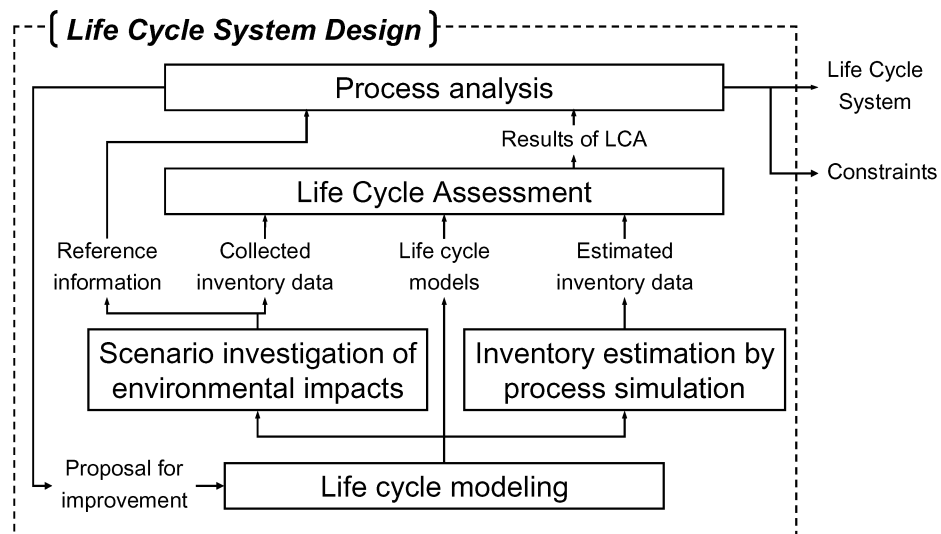 Life Cycle System Design
Process analysis
Life Cycle
System
Results of LCA
Constraints
Life Cycle Assessment
Reference
information
Collected
inventory data
Life cycle
models
Estimated
inventory data
Scenario investigation of
environmental impacts
Inventory estimation by
process simulation
Proposal for
improvement
Life cycle modeling